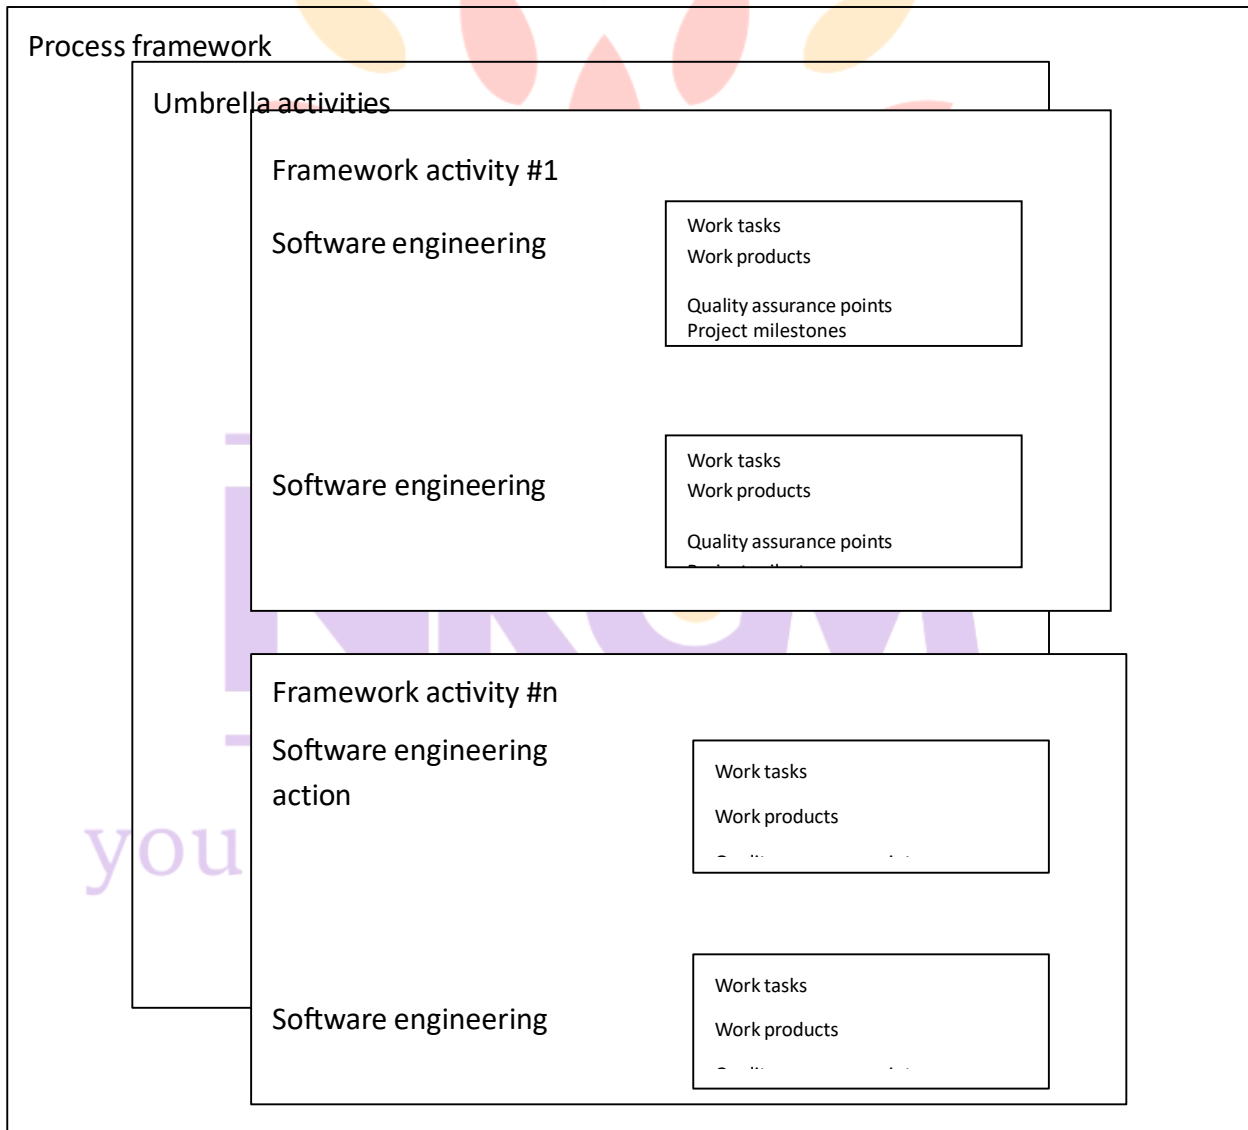 Process framework
Umbrella activities
Framework activity #1
Software engineering
Work tasks
Work products
Quality assurance points
Project milestones
Software engineering
Work tasks
Work products
Quality assurance points
Framework activity #n
Software engineering
action
Work tasks
Work products
you
Software engineering
Work tasks
Work products